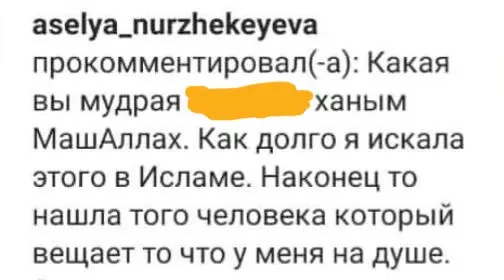 aselya_nurzhekeyeva
прокомментировал(-а): Какая
вы мудрая ханым
МашАллах. Как долго я искала
этого в Исламе. Наконец то
нашла того человека который
вещает то что у меня на душе.